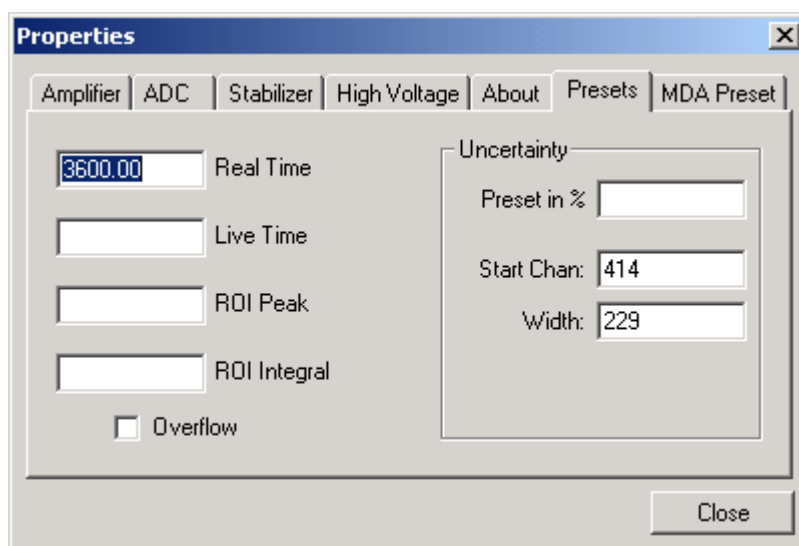 Properties
Amplifier ADC Stabilizer High Voltage About Presets MDA Preset
3600.00 Real Time
Live Time
ROI Peak
ROI Integral
Overflow
Uncertainty
Preset in %
Start Chan: 414
Width: 229
Close